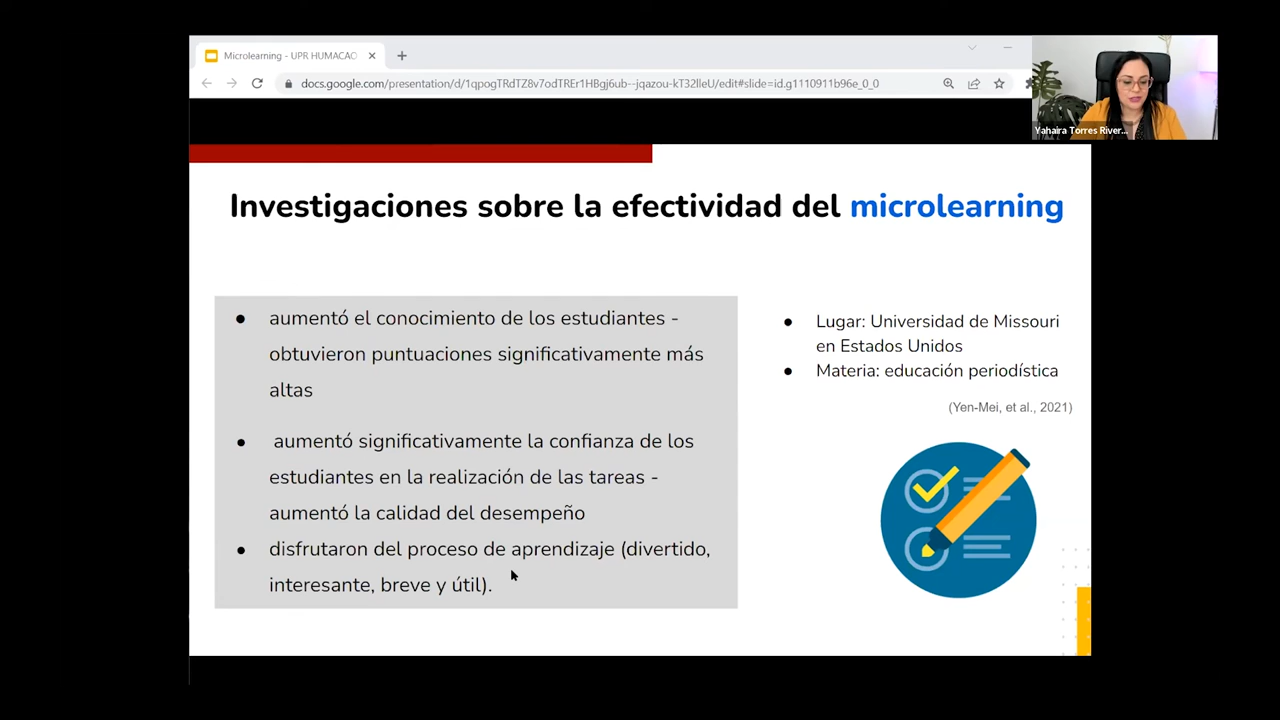 Microlearning - UPR HUMACAO
docs.google.com/presentation/d/1qpogTRdTZ8v7odTREr1HBgj6ub--jqazou-kT32lleU/edit#slide=id.g1110911b96e_0_0
Yahaira Torres River...
Investigaciones sobre la efectividad del microlearning
● aumentó el conocimiento de los estudiantes -
obtuvieron puntuaciones significativamente más
altas
● aumentó significativamente la confianza de los
estudiantes en la realización de las tareas -
aumentó la calidad del desempeño
● disfrutaron del proceso de aprendizaje (divertido,
interesante, breve y útil).
● Lugar: Universidad de Missouri
en Estados Unidos
● Materia: educación periodística
(Yen-Mei, et al., 2021)